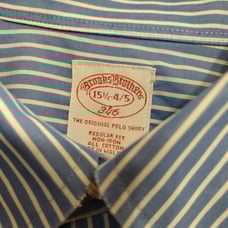 Brooks Brothers
15½-4/5
346
THE ORIGINAL POLO SHIRT
REGULAR FIT
NON-IRON
ALL COTTON